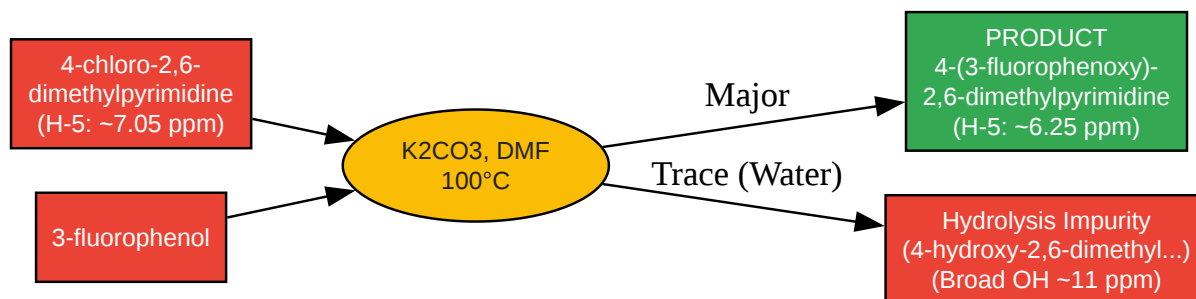 4-chloro-2,6-
dimethylpyrimidine
(H-5: ~7.05 ppm)
3-fluorophenol
K2CO3, DMF
100°C
Major
Trace (Water)
PRODUCT
4-(3-fluorophenoxy)-
2,6-dimethylpyrimidine
(H-5: ~6.25 ppm)
Hydrolysis Impurity
(4-hydroxy-2,6-dimethyl...)
(Broad OH ~11 ppm)